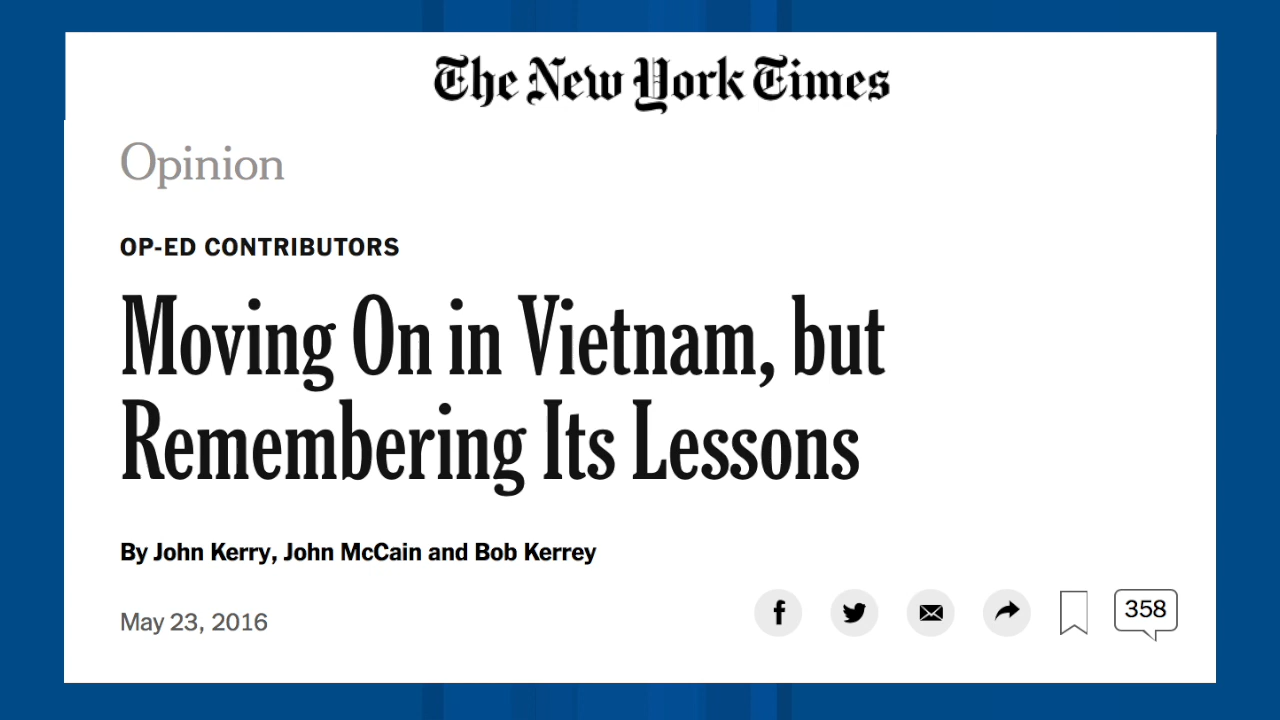 The New York Times
Opinion
OP-ED CONTRIBUTORS
Moving On in Vietnam, but
Remembering Its Lessons
By John Kerry, John McCain and Bob Kerrey
May 23, 2016
358